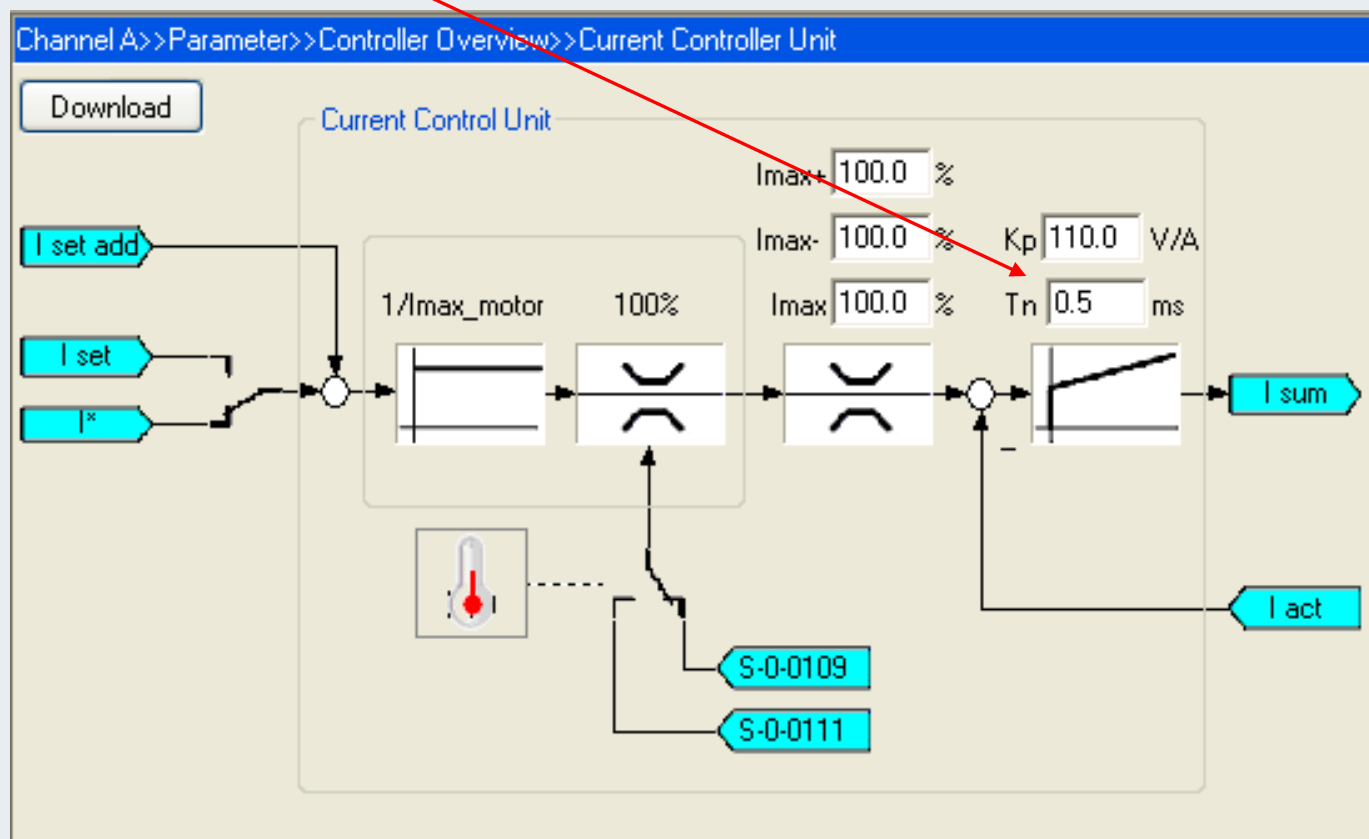 Channel A>>Parameter>>Controller Overview>>Current Controller Unit
Download
Current Control Unit
Imax+ 100.0 %
I set add
Imax- 100.0 %
Kp 110.0 V/A
1/Imax_motor
100%
Imax 100.0 %
Tn 0.5 ms
I set
I*
I sum
I act
S-0-0109
S-0-0111